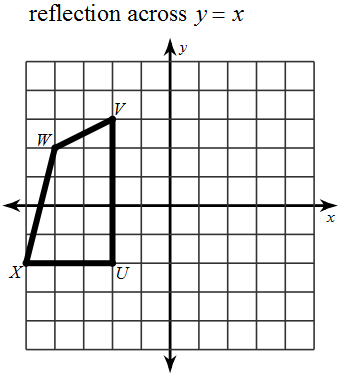 reflection across y = x
y
V
W
x
X
U